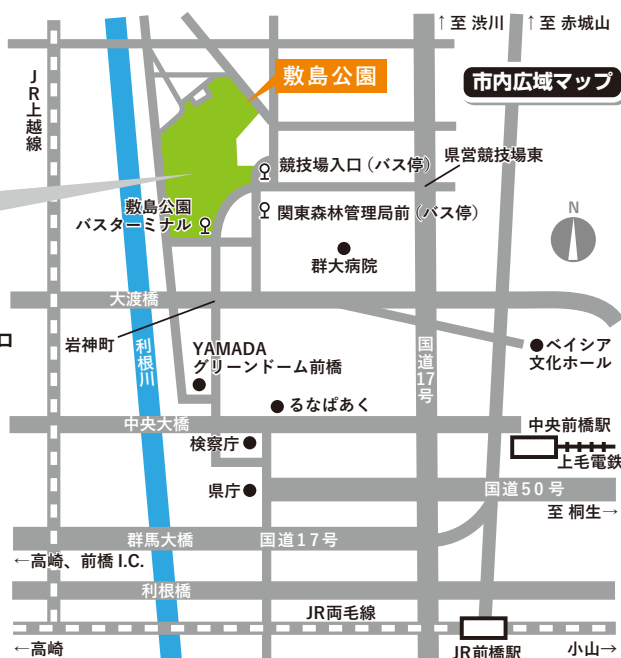 ↑至 渋川
↑至 赤城山
JR上越線
敷島公園
市内広域マップ
競技場入口(バス停)
県営競技場東
敷島公園
バスターミナル
関東森林管理局前(バス停)
N
群大病院
大渡橋
ロ
岩神町
利根川
YAMADA
グリーンドーム前橋
国道17号
ベイシア
文化ホール
るなぱあく
中央大橋
中央前橋駅
検察庁
上毛電鉄
県庁
国道50号
至 桐生→
群馬大橋
国道17号
←高崎、前橋 I.C.
利根橋
JR両毛線
←高崎
JR前橋駅
小山→